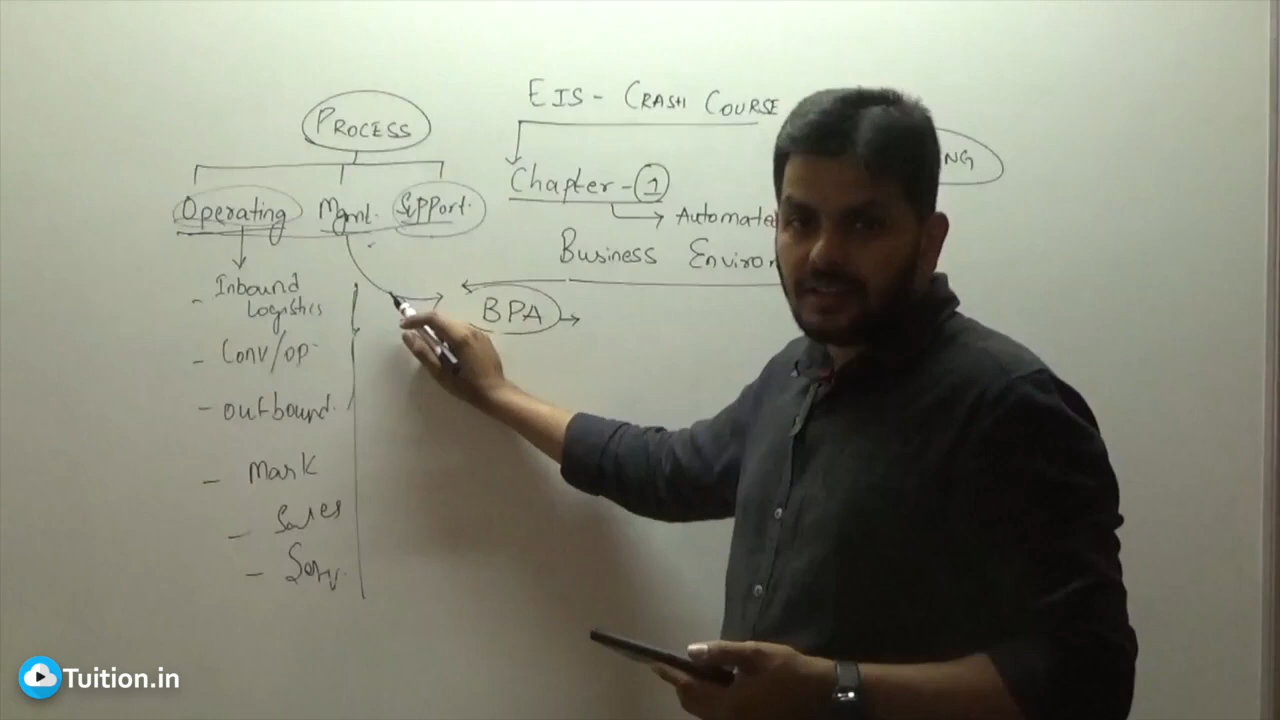 EIS - CRASH COURSE
PROCESS
NG
Chapter - 1
Automated
Operating Mgmt. Support.
Business Environ
Inbound
Logistics
BPA
- Conv/op
- Outbound.
- Mark
- Sales
- Serv.
Tuition.in